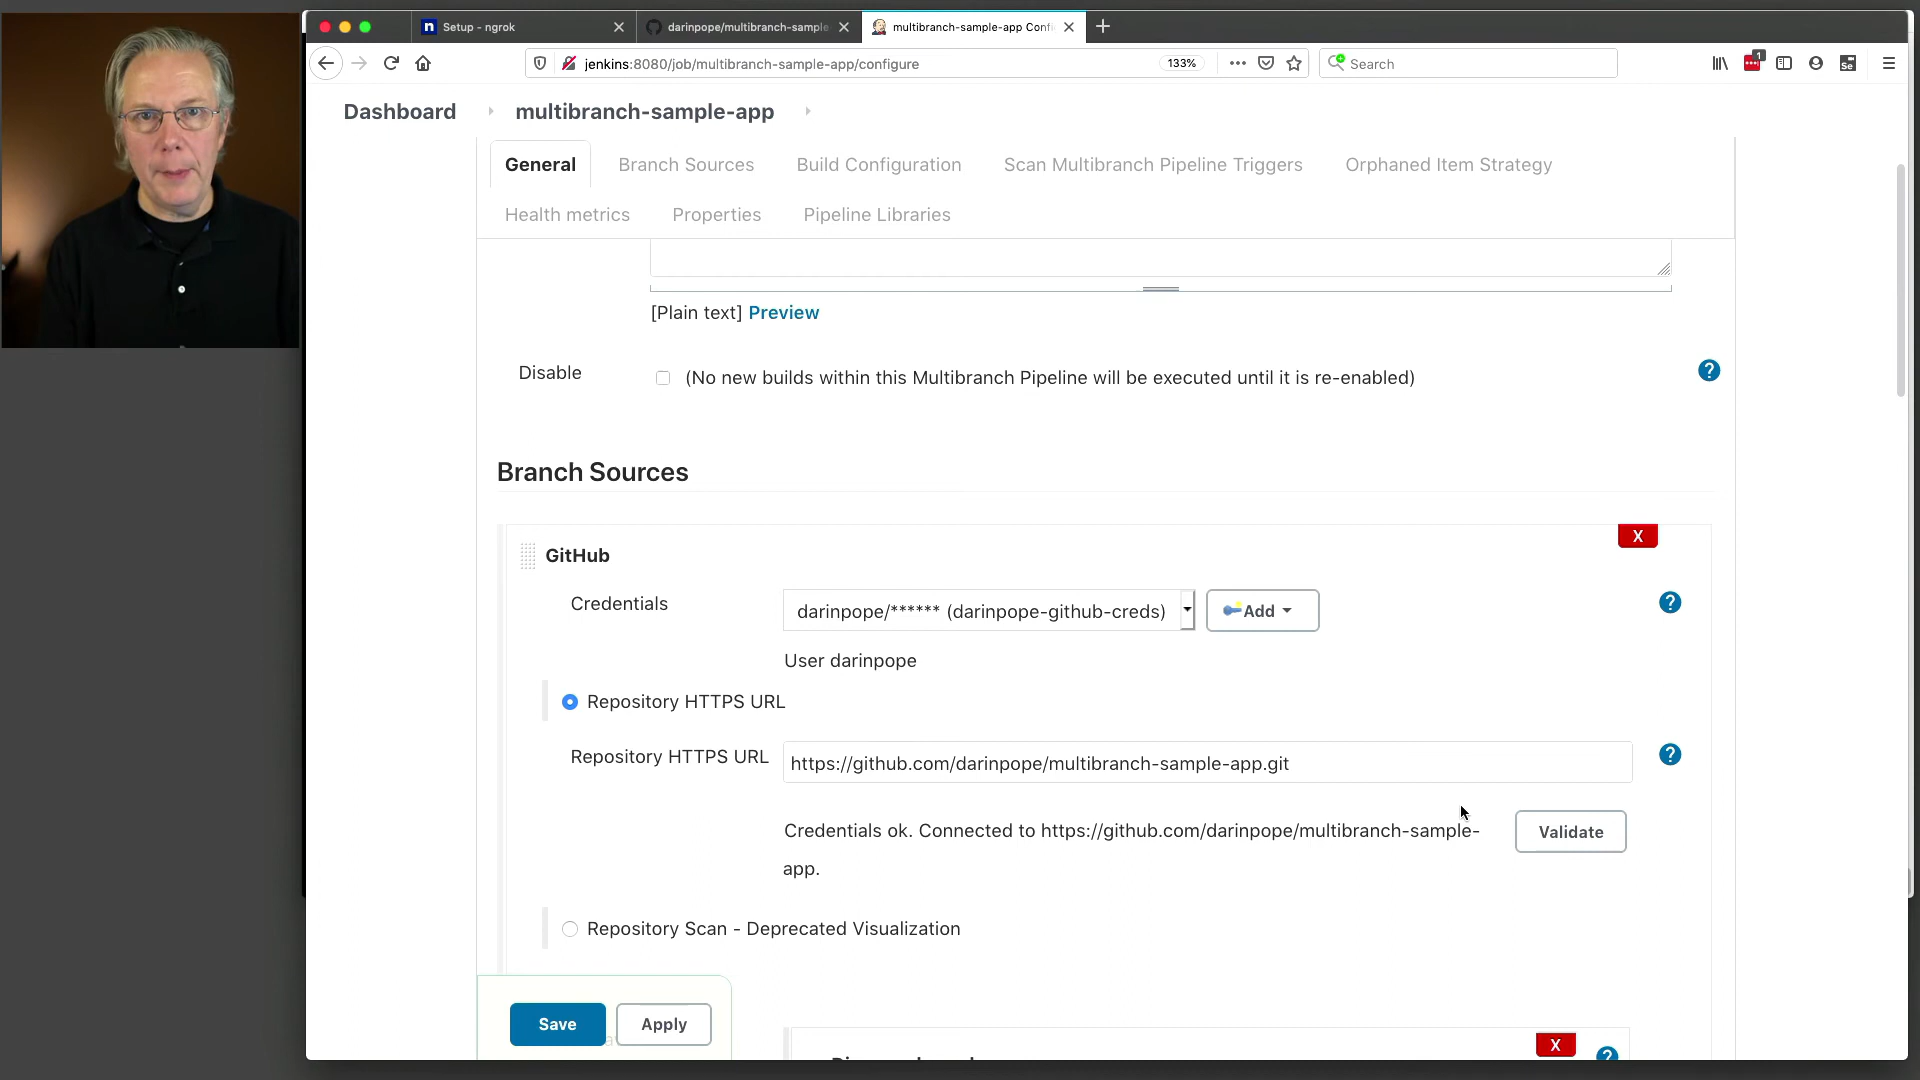 Setup - ngrok
darinpope/multibranch-sample
multibranch-sample-app Confi
jenkins:8080/job/multibranch-sample-app/configure
133%
Search
1
Se
Dashboard
multibranch-sample-app
General
Branch Sources
Build Configuration
Scan Multibranch Pipeline Triggers
Orphaned Item Strategy
Health metrics
Properties
Pipeline Libraries
[Plain text] Preview
Disable
(No new builds within this Multibranch Pipeline will be executed until it is re-enabled)
?
Branch Sources
X
GitHub
Credentials
darinpope/****** (darinpope-github-creds)
Add
?
User darinpope
Repository HTTPS URL
Repository HTTPS URL
https://github.com/darinpope/multibranch-sample-app.git
?
Credentials ok. Connected to https://github.com/darinpope/multibranch-sample-
app.
Validate
Repository Scan - Deprecated Visualization
Save
Apply
X
?